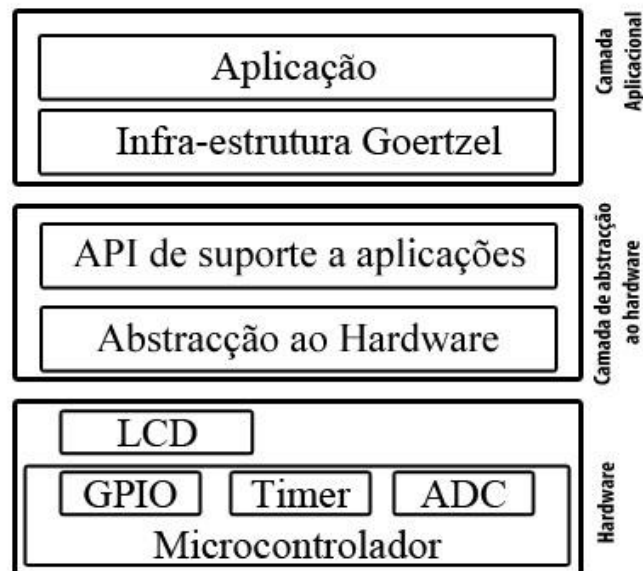 Aplicação
Infra-estrutura Goertzel
Camada
Aplicacional
API de suporte a aplicações
Abstracção ao Hardware
Camada de abstracção
ao hardware
LCD
GPIO Timer ADC
Microcontrolador
Hardware